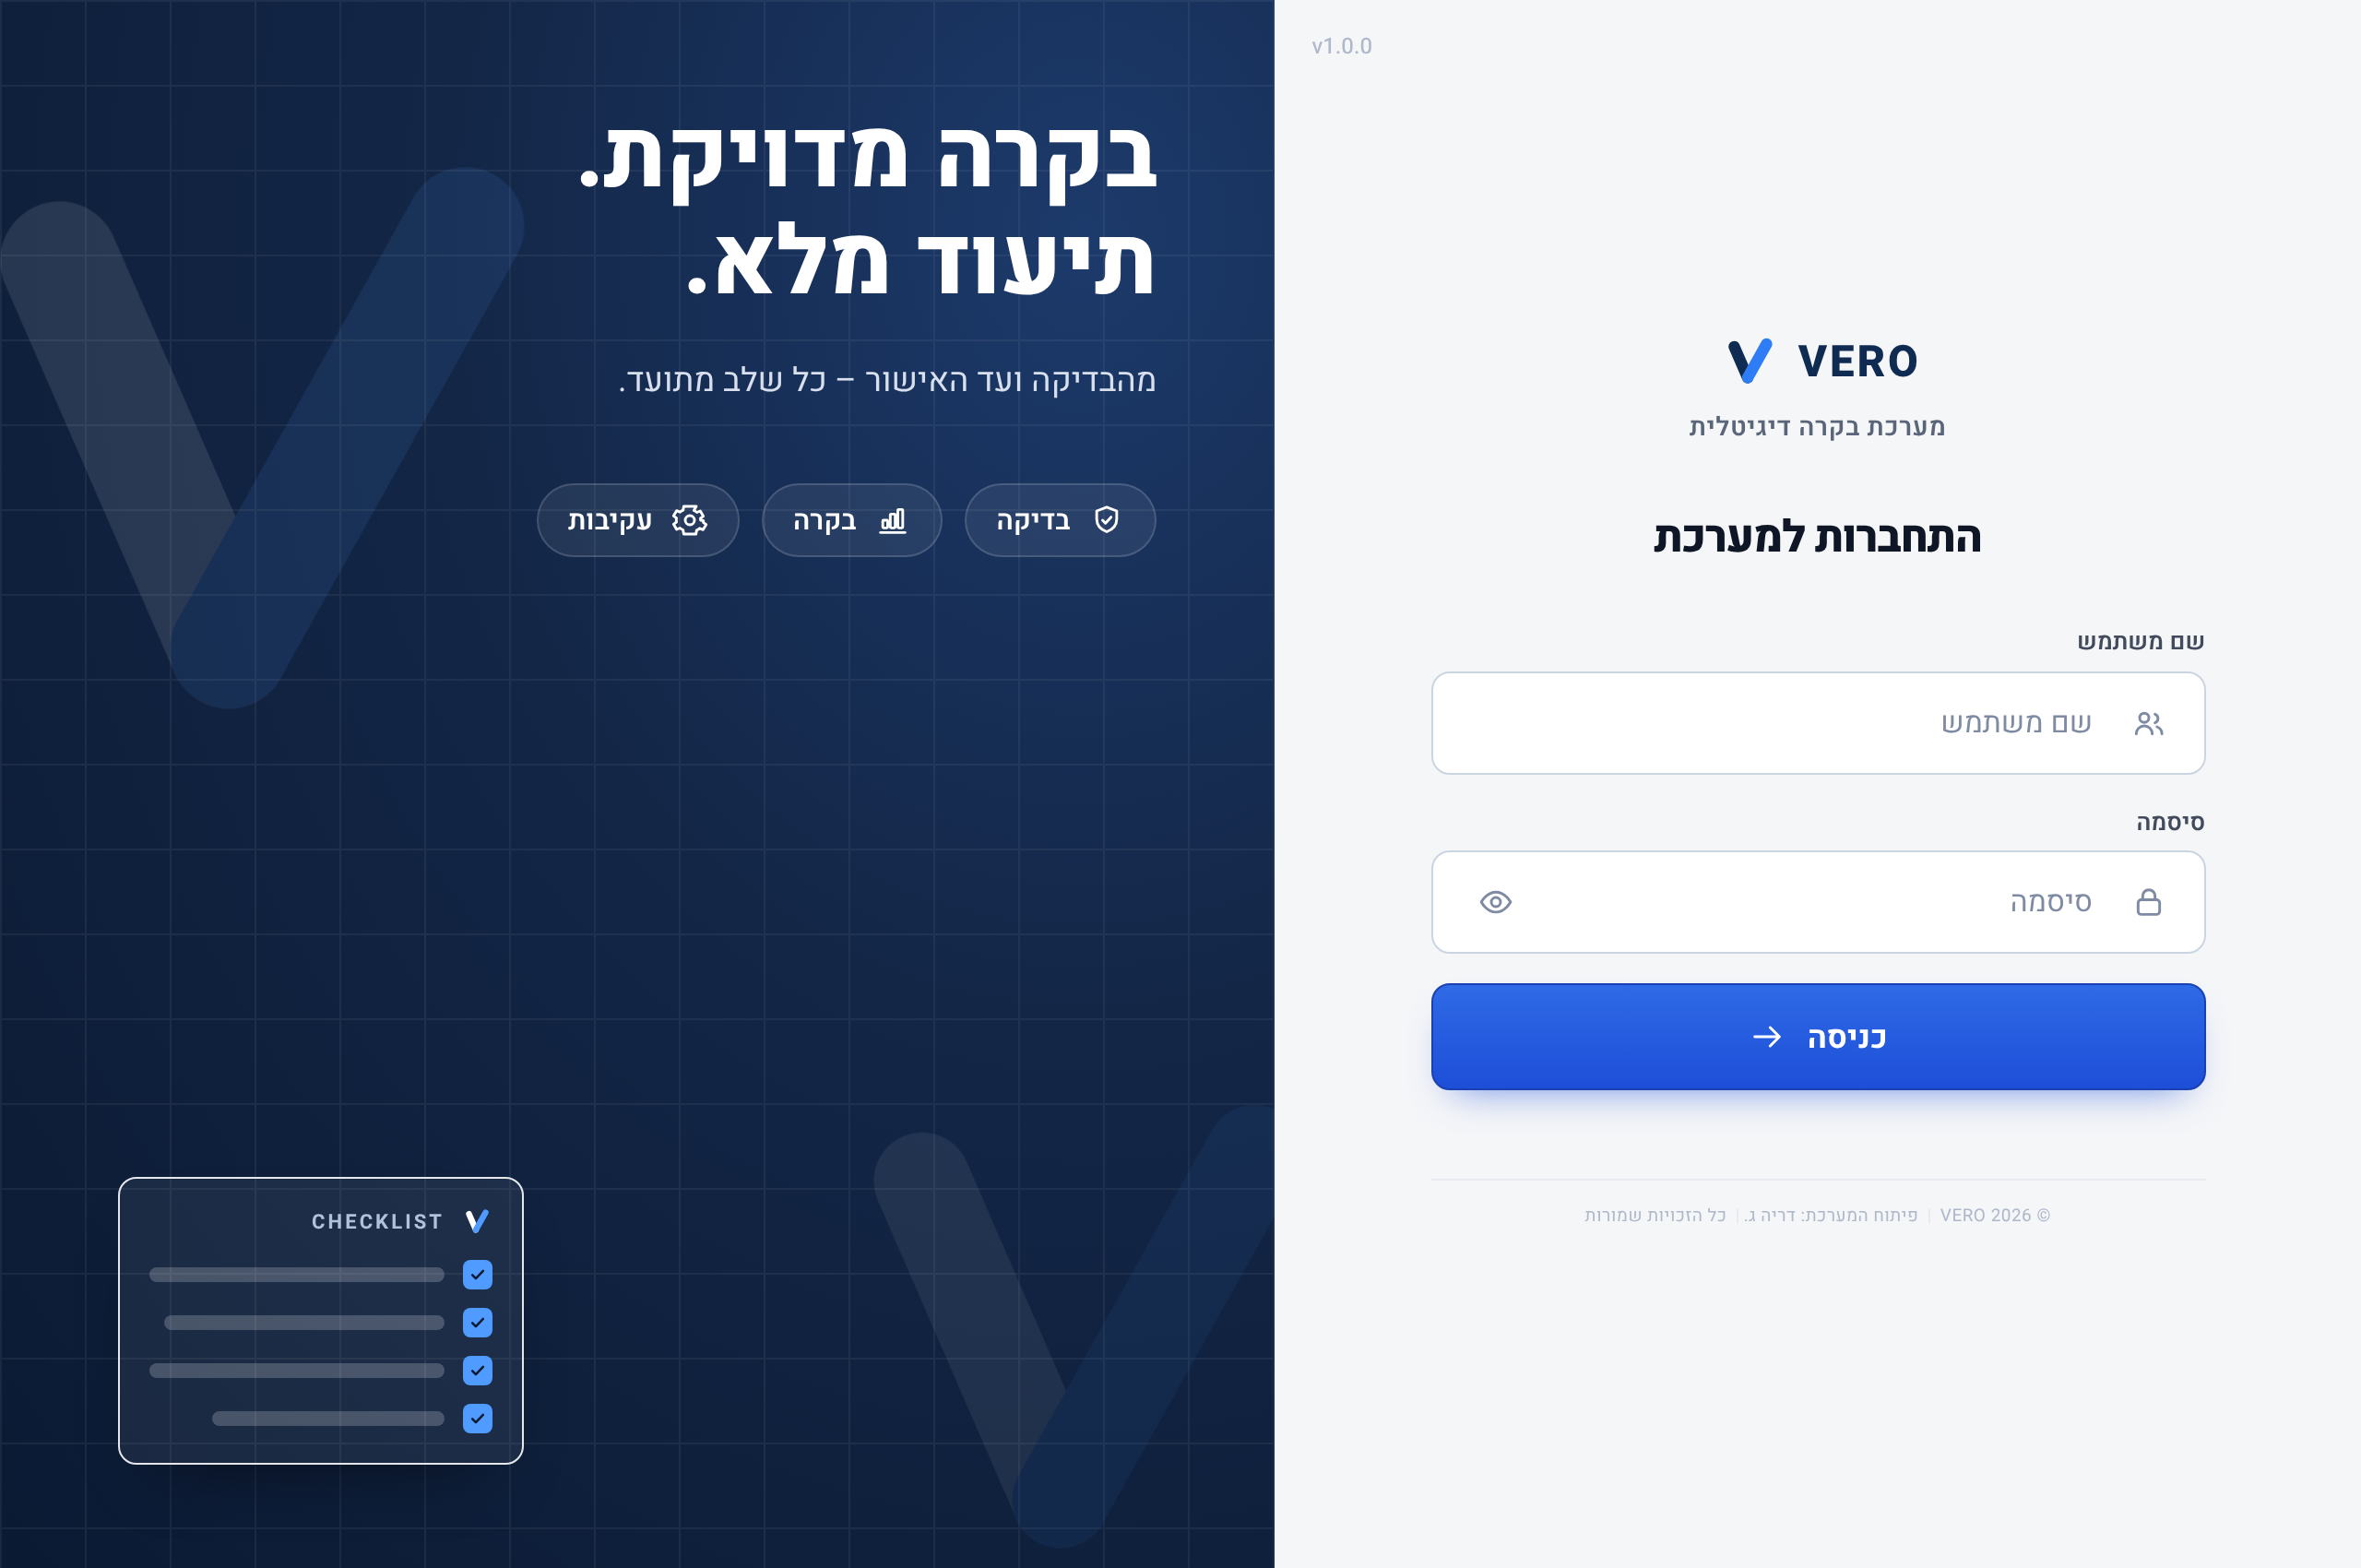 v1.0.0
VERO
מערכת בקרה דיגיטלית
התחברות למערכת
שם משתמש
שם משתמש
סיסמה
סיסמה
כניסה
© 2026 VERO | פיתוח המערכת: דריה ג. | כל הזכויות שמורות
בקרה מדויקת.
תיעוד מלא.
מהבדיקה ועד האישור – כל שלב מתועד.
בדיקה
בקרה
עקיבות
CHECKLIST